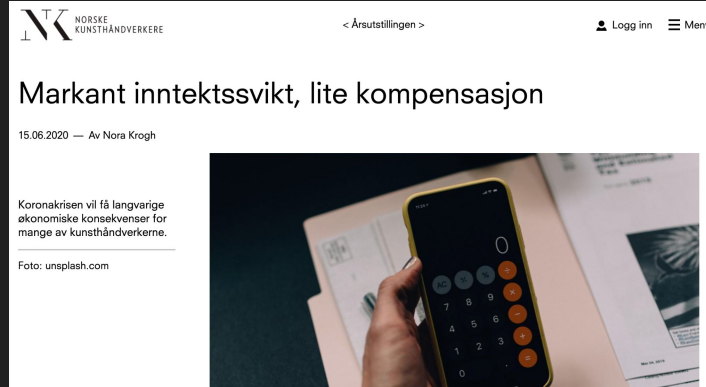 NORSKE
KUNSTHÅNDVERKERE
< Årsutstillingen >
Logg inn
Meny
Markant inntektssvikt, lite kompensasjon
15.06.2020 — Av Nora Krogh
Koronakrisen vil få langvarige
økonomiske konsekvenser for
mange av kunsthåndverkerne.
Foto: unsplash.com
0
AC
%
÷
7 8 9 ×
4 5 6 −
1 2 3 +
0 . =